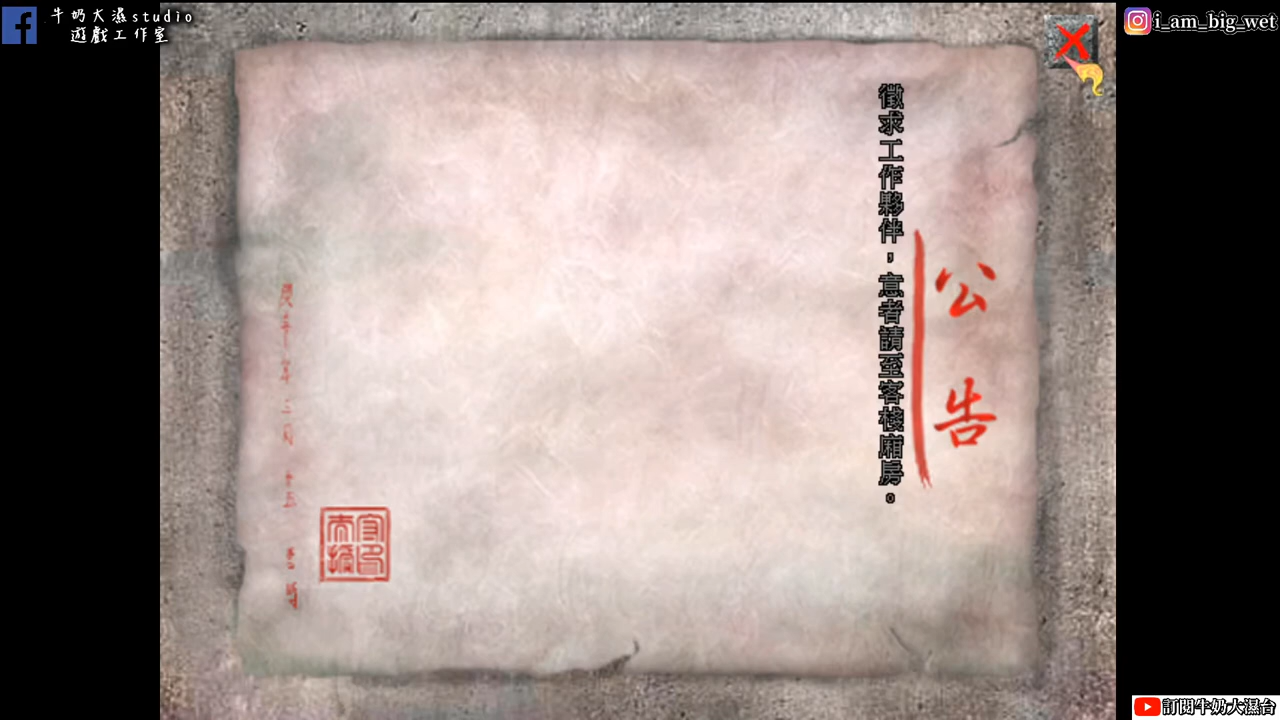 牛奶大濕studio
遊戲工作室
i_am_big_wet
公告
徵求工作夥伴，意者請至客棧廂房。
訂閱牛奶大濕台